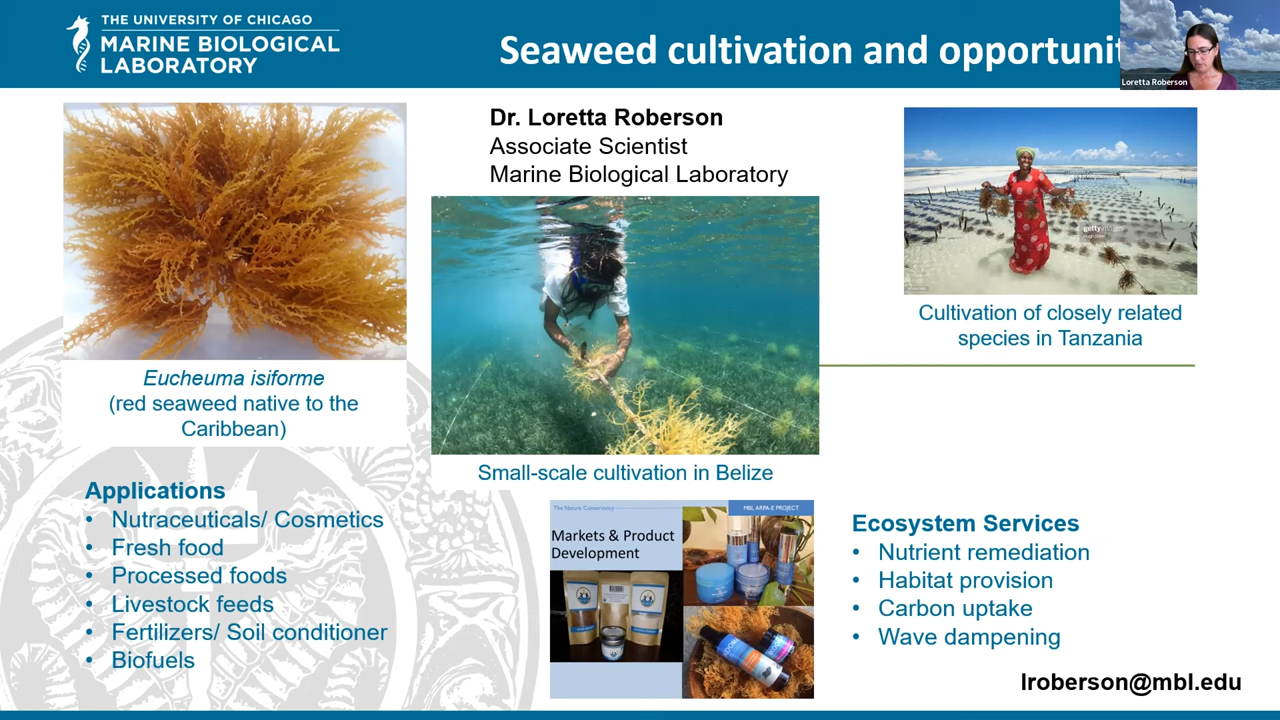 THE UNIVERSITY OF CHICAGO
MARINE BIOLOGICAL
LABORATORY
Seaweed cultivation and opportunit
Loretta Roberson
Dr. Loretta Roberson
Associate Scientist
Marine Biological Laboratory
gettyimages
Cultivation of closely related
species in Tanzania
Eucheuma isiforme
(red seaweed native to the
Caribbean)
Small-scale cultivation in Belize
Applications
• Nutraceuticals/ Cosmetics
• Fresh food
• Processed foods
• Livestock feeds
• Fertilizers/ Soil conditioner
• Biofuels
The Nature Conservancy
MBL ARPA-E PROJECT
Markets & Product
Development
Ecosystem Services
• Nutrient remediation
• Habitat provision
• Carbon uptake
• Wave dampening
lroberson@mbl.edu